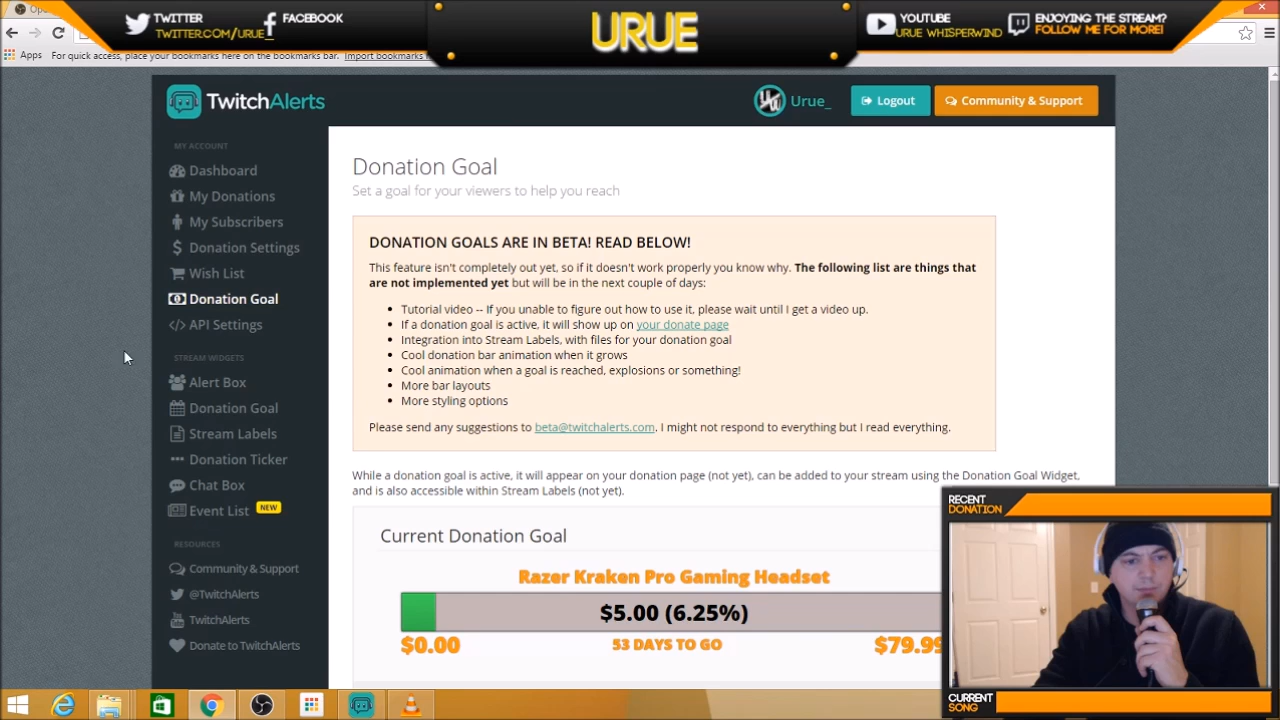 TWITTER
TWITTER.COM/URUE_
FACEBOOK
URUE
YOUTUBE
URUE WHISPERWIND
ENJOYING THE STREAM?
FOLLOW ME FOR MORE!
Apps
For quick access, place your bookmarks here on the bookmarks bar. Import bookmarks
TwitchAlerts
Urue_
Logout
Community & Support
MY ACCOUNT
Dashboard
My Donations
My Subscribers
Donation Settings
Wish List
Donation Goal
API Settings
STREAM WIDGETS
Alert Box
Donation Goal
Stream Labels
Donation Ticker
Chat Box
Event List NEW
RESOURCES
Community & Support
@TwitchAlerts
TwitchAlerts
Donate to TwitchAlerts
Donation Goal
Set a goal for your viewers to help you reach
DONATION GOALS ARE IN BETA! READ BELOW!
This feature isn't completely out yet, so if it doesn't work properly you know why. The following list are things that
are not implemented yet but will be in the next couple of days:
Tutorial video -- If you unable to figure out how to use it, please wait until I get a video up.
If a donation goal is active, it will show up on your donate page
Integration into Stream Labels, with files for your donation goal
Cool donation bar animation when it grows
Cool animation when a goal is reached, explosions or something!
More bar layouts
More styling options
Please send any suggestions to beta@twitchalerts.com. I might not respond to everything but I read everything.
While a donation goal is active, it will appear on your donation page (not yet), can be added to your stream using the Donation Goal Widget,
and is also accessible within Stream Labels (not yet).
Current Donation Goal
Razer Kraken Pro Gaming Headset
$5.00 (6.25%)
$0.00
53 DAYS TO GO
$79.99
RECENT
DONATION
CURRENT
SONG